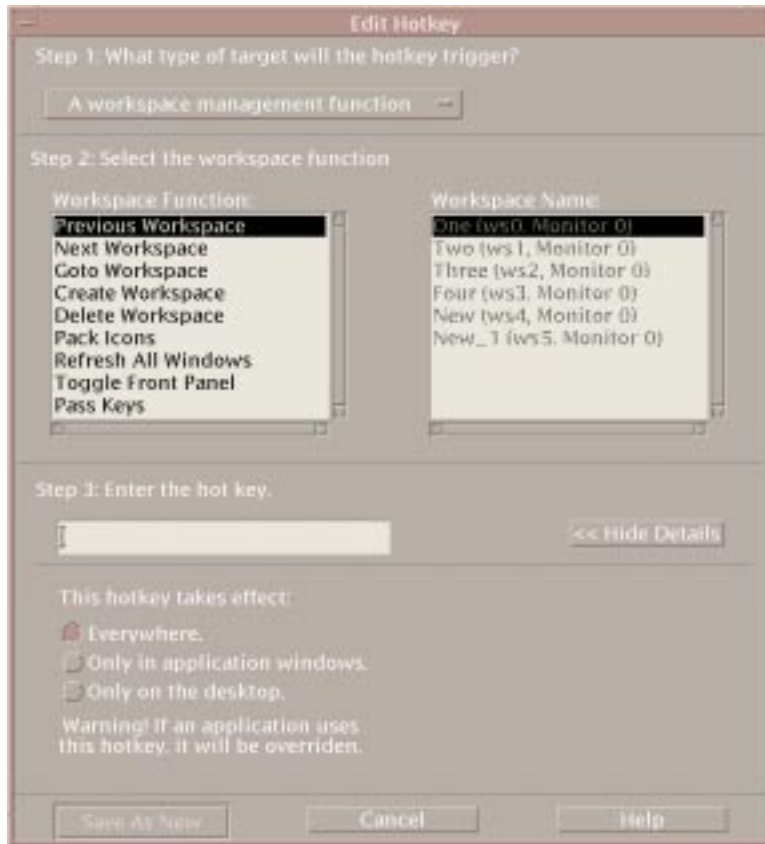 Edit Hotkey
Step 1: What type of target will the hotkey trigger?
A workspace management function
Step 2: Select the workspace function
Workspace Function:
Previous Workspace
Next Workspace
Goto Workspace
Create Workspace
Delete Workspace
Pack Icons
Refresh All Windows
Toggle Front Panel
Pass Keys
Workspace Name:
One (ws0, Monitor 0)
Two (ws1, Monitor 0)
Three (ws2, Monitor 0)
Four (ws3, Monitor 0)
New (ws4, Monitor 0)
New_1 (ws5, Monitor 0)
Step 3: Enter the hot key.
<< Hide Details
This hotkey takes effect:
Everywhere.
Only in application windows.
Only on the desktop.
Warning! If an application uses
this hotkey, it will be overriden.
Save As New
Cancel
Help